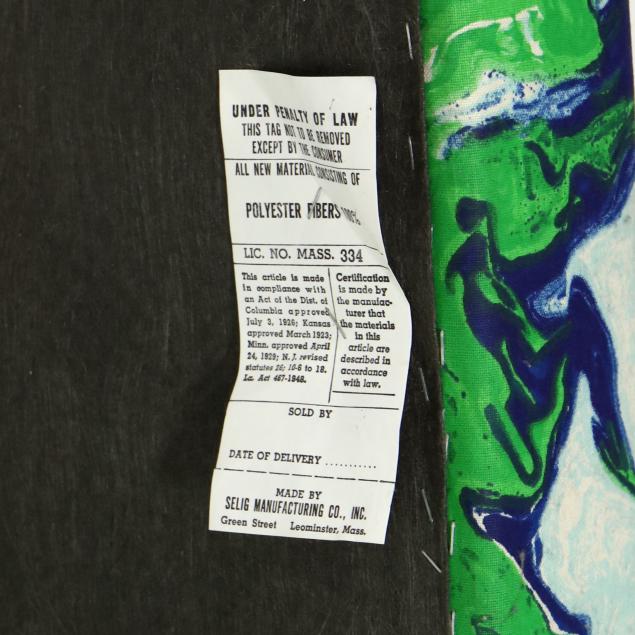 UNDER PENALTY OF LAW
THIS TAG NOT TO BE REMOVED
EXCEPT BY THE CONSUMER
ALL NEW MATERIAL CONSISTING OF
POLYESTER FIBERS 100%
LIC. NO. MASS. 334
This article is made
in compliance with
an Act of the Dist. of
Columbia approved
July 3, 1926; Kansas
approved March 1923;
Minn. approved April
24, 1929; N. J. revised
statutes 26; 10-6 to 18.
La. Act 467-1948.
Certification
is made by
the manufac-
turer that
the materials
in this
article are
described in
accordance
with law.
SOLD BY
DATE OF DELIVERY ...........
MADE BY
SELIG MANUFACTURING CO., INC.
Green Street Leominster, Mass.